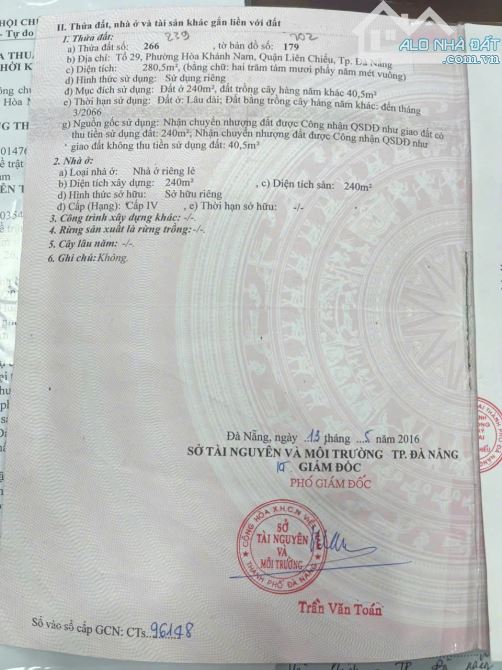 ALO NHÀ ĐẤT
II. Thửa đất, nhà ở và tài sản khác gắn liền với đất
1. Thửa đất: 239 702
a) Thửa đất số: 266 , tờ bản đồ số: 179
b) Địa chỉ: Tổ 29, Phường Hòa Khánh Nam, Quận Liên Chiểu, Tp. Đà Nẵng
c) Diện tích: 280,5m², (bằng chữ: hai trăm tám mươi phẩy năm mét vuông)
d) Hình thức sử dụng: Sử dụng riêng
đ) Mục đích sử dụng: Đất ở 240m², đất trồng cây hàng năm khác 40,5m²
e) Thời hạn sử dụng: Đất ở: Lâu dài; Đất bằng trồng cây hàng năm khác: đến tháng
3/2066
g) Nguồn gốc sử dụng: Nhận chuyển nhượng đất được Công nhận QSDĐ như giao đất có
thu tiền sử dụng đất: 240m²; Nhận chuyển nhượng đất được Công nhận QSDĐ như
giao đất không thu tiền sử dụng đất: 40,5m²
2. Nhà ở:
a) Loại nhà ở: Nhà ở riêng lẻ
b) Diện tích xây dựng: 240m² , c) Diện tích sàn: 240m²
d) Hình thức sở hữu: Sở hữu riêng
đ) Cấp (Hạng): Cấp IV , e) Thời hạn sở hữu: -/-
3. Công trình xây dựng khác: -/-
4. Rừng sản xuất là rừng trồng: -/-.
5. Cây lâu năm: -/-
6. Ghi chú: Không.
Đà Nẵng, ngày 13 tháng 5 năm 2016
SỞ TÀI NGUYÊN VÀ MÔI TRƯỜNG TP. ĐÀ NẴNG
GIÁM ĐỐC
PHÓ GIÁM ĐỐC
CỘNG HÒA X.H.C.N VIỆT NAM
SỞ
TÀI NGUYÊN
VÀ
MÔI TRƯỜNG
THÀNH PHỐ ĐÀ NẴNG
Trần Văn Toán
Số vào sổ cấp GCN: CTs. 96148